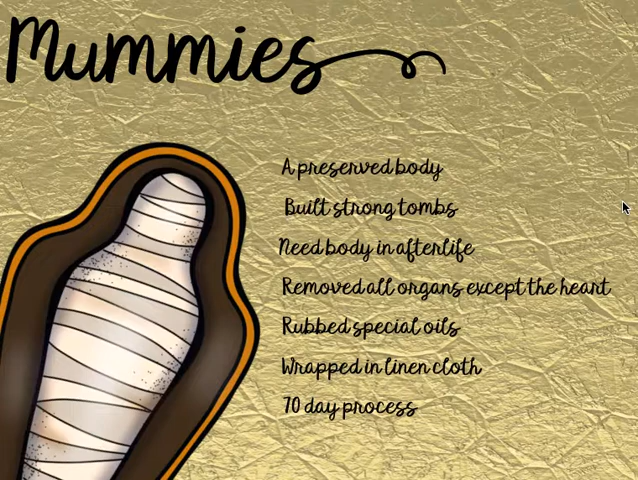 Mummies
A preserved body
Built strong tombs
Need body in afterlife
Removed all organs except the heart
Rubbed special oils
Wrapped in linen cloth
70 day process